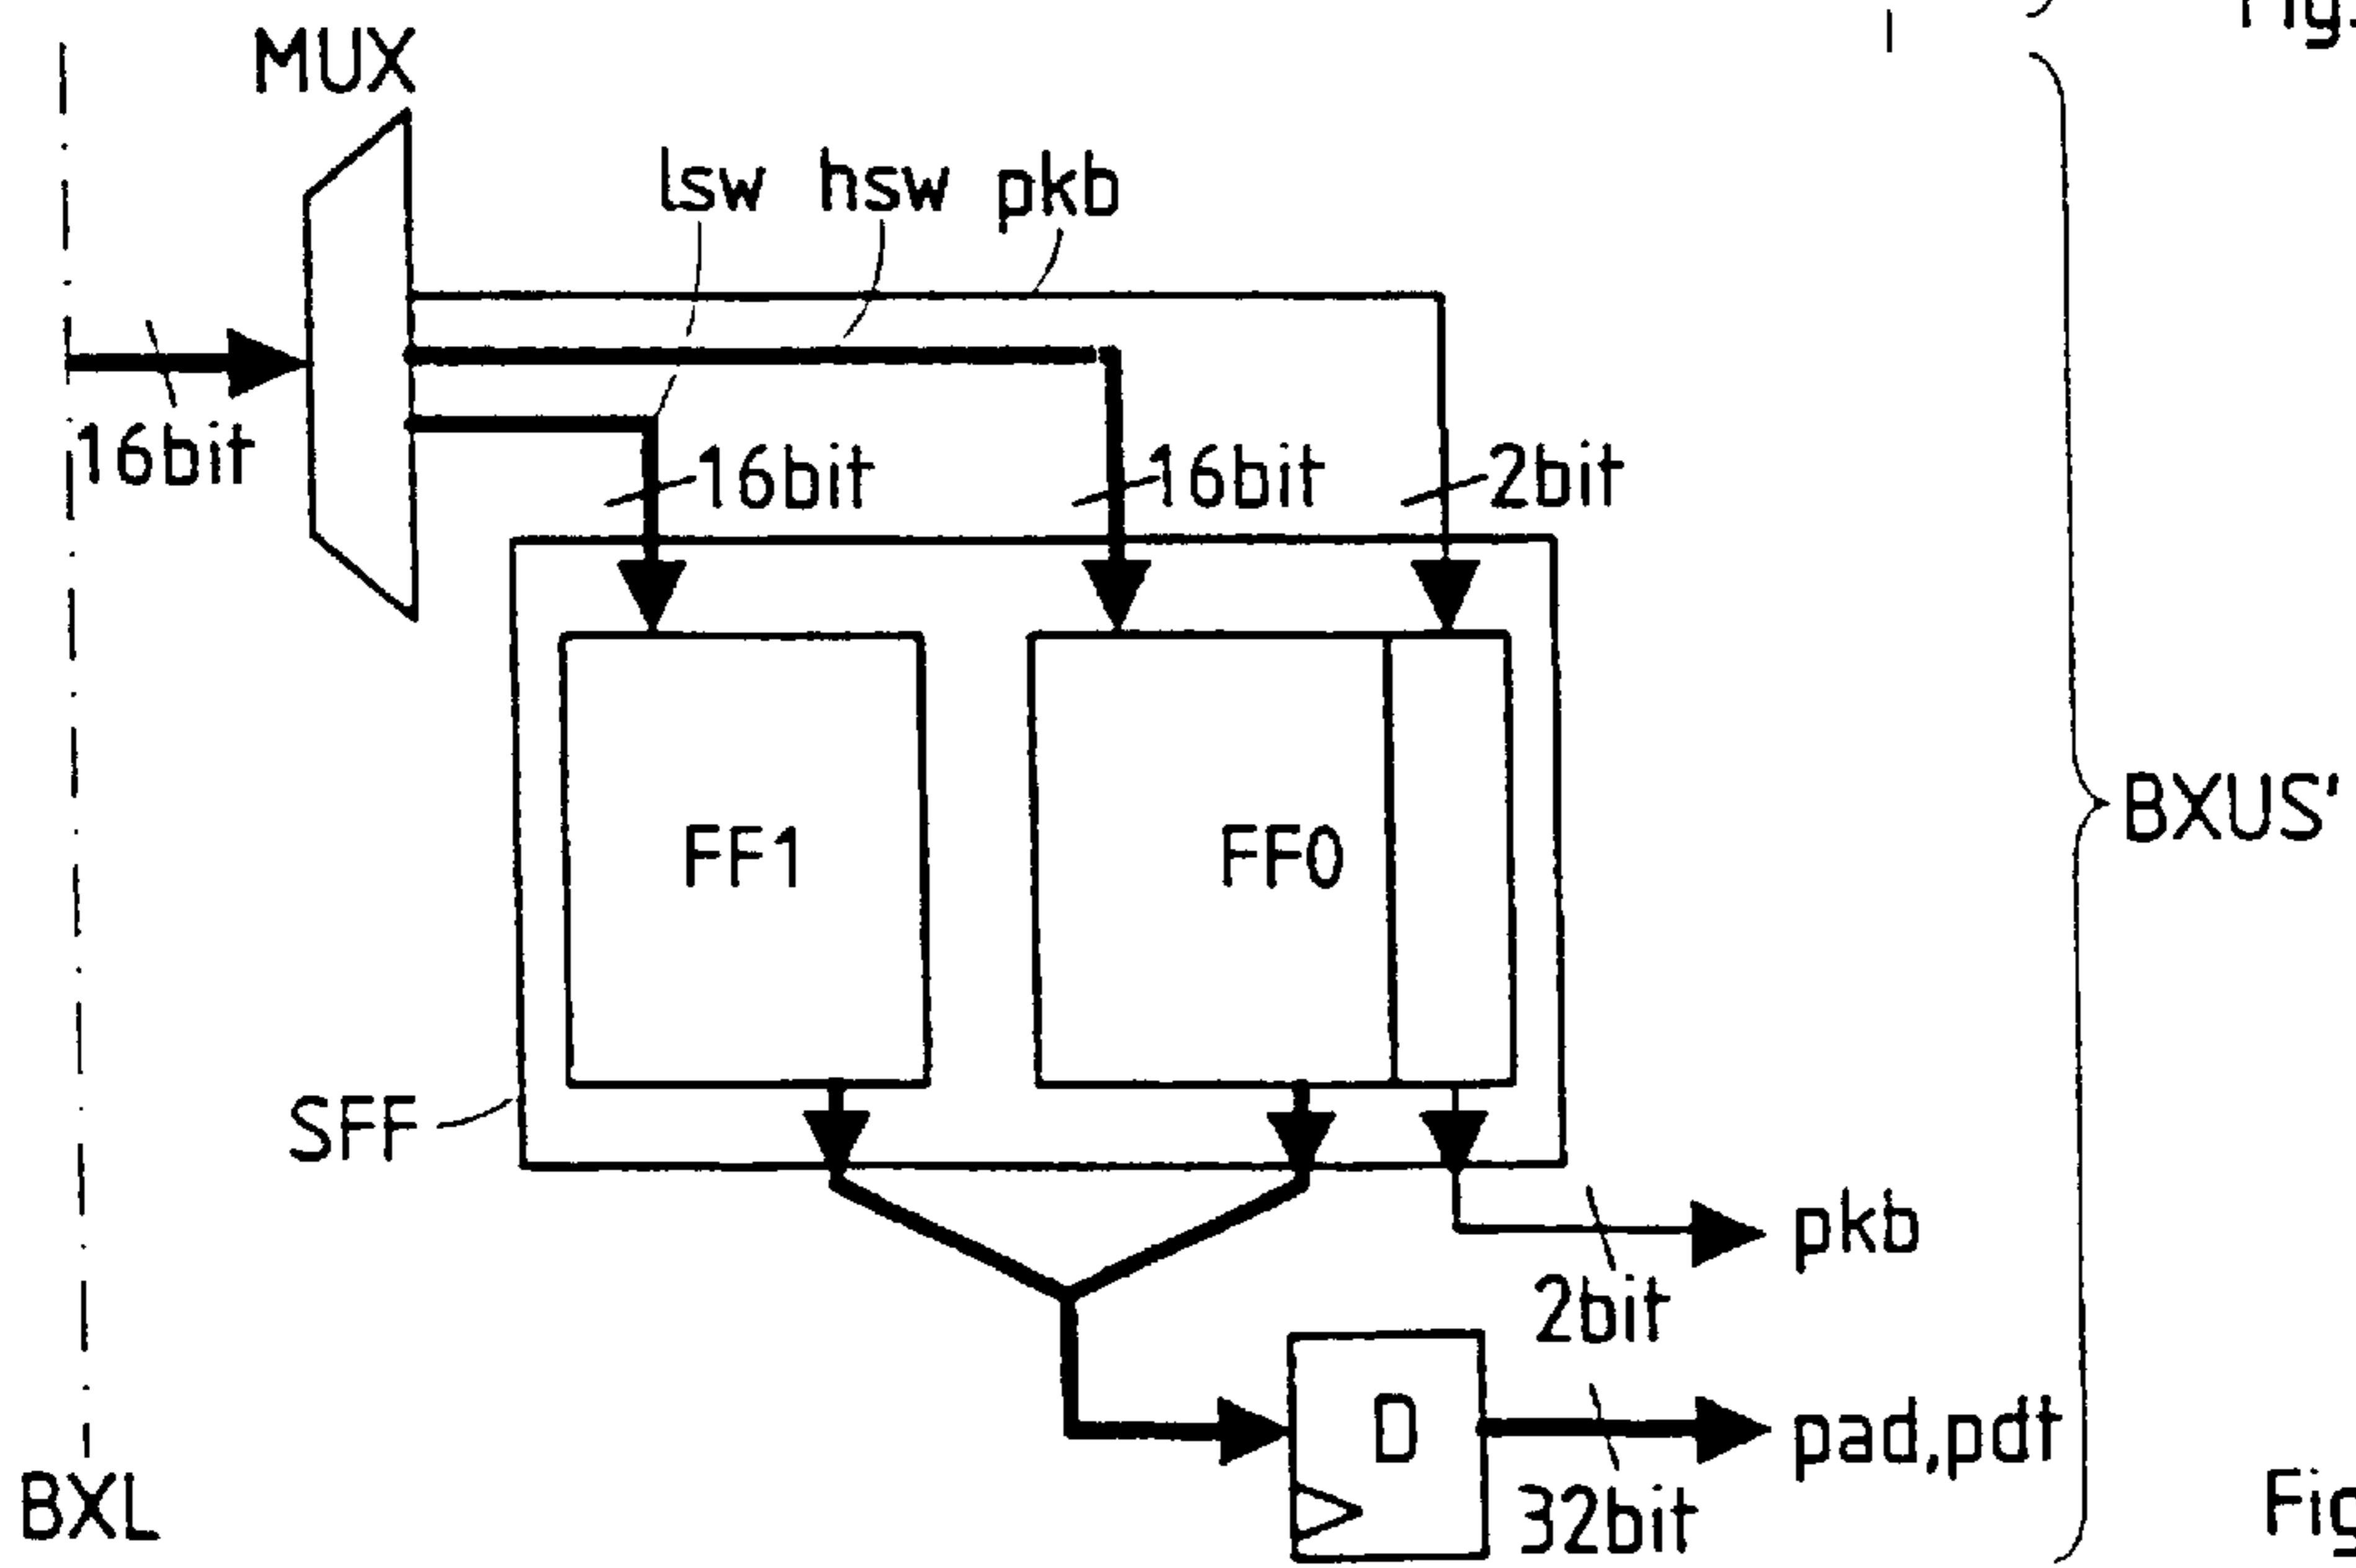 MUX
lsw hsw pkb
16bit
16bit
16bit
2bit
FF1
FF0
BXUS'
SFF
pkb
2bit
D
pad,pdt
32bit
BXL